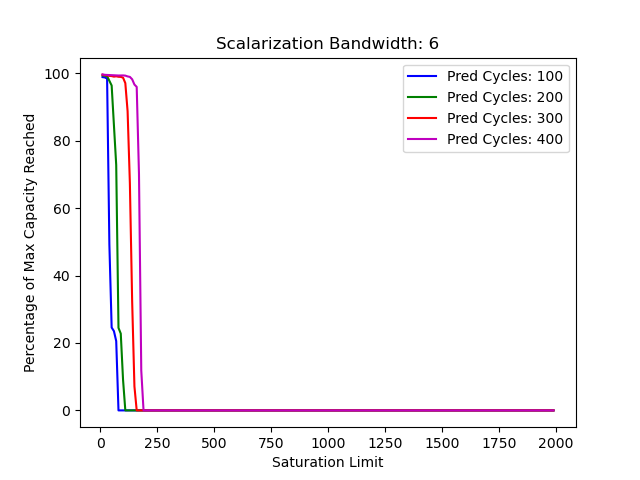 Scalarization Bandwidth: 6
Percentage of Max Capacity Reached
100
80
60
40
20
0
Pred Cycles: 100
Pred Cycles: 200
Pred Cycles: 300
Pred Cycles: 400
0 250 500 750 1000 1250 1500 1750 2000
Saturation Limit